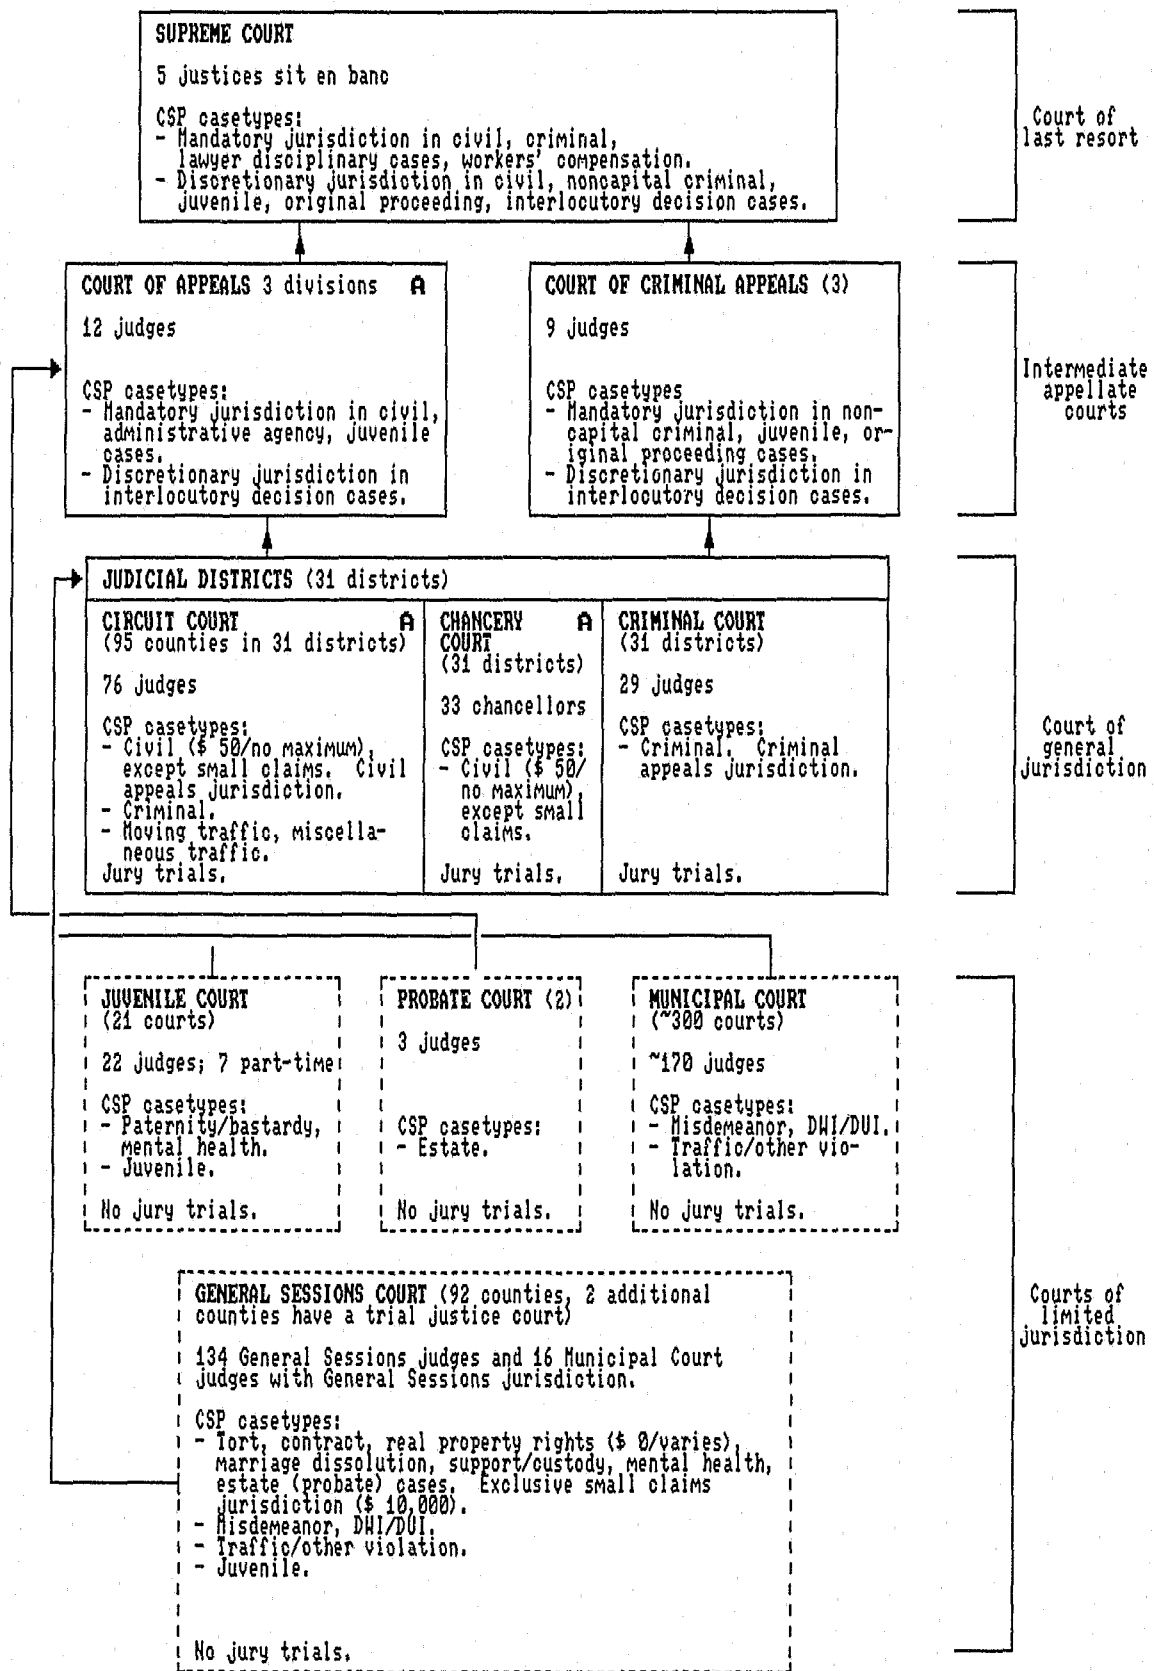 SUPREME COURT
5 justices sit en banc
CSP casetypes:
- Mandatory jurisdiction in civil, criminal,
lawyer disciplinary cases, workers' compensation.
- Discretionary jurisdiction in civil, noncapital criminal,
juvenile, original proceeding, interlocutory decision cases.
Court of
last resort
COURT OF APPEALS 3 divisions A
12 judges
CSP casetypes:
- Mandatory jurisdiction in civil,
administrative agency, juvenile
cases.
- Discretionary jurisdiction in
interlocutory decision cases.
COURT OF CRIMINAL APPEALS (3)
9 judges
CSP casetypes
- Mandatory jurisdiction in non-
capital criminal, juvenile, or-
iginal proceeding cases.
- Discretionary jurisdiction in
interlocutory decision cases.
Intermediate
appellate
courts
JUDICIAL DISTRICTS (31 districts)
CIRCUIT COURT A
(95 counties in 31 districts)
76 judges
CSP casetypes:
- Civil ($ 50/no maximum),
except small claims. Civil
appeals jurisdiction.
- Criminal.
- Moving traffic, miscella-
neous traffic.
Jury trials.
CHANCERY A
COURT
(31 districts)
33 chancellors
CSP casetypes:
- Civil ($ 50/
no maximum),
except small
claims.
Jury trials.
CRIMINAL COURT
(31 districts)
29 judges
CSP casetypes:
- Criminal. Criminal
appeals jurisdiction.
Jury trials.
Court of
general
jurisdiction
JUVENILE COURT
(21 courts)
22 judges; 7 part-time
CSP casetypes:
- Paternity/bastardy,
mental health.
- Juvenile.
No jury trials.
PROBATE COURT (2)
3 judges
CSP casetypes:
- Estate.
No jury trials.
MUNICIPAL COURT
(~300 courts)
~170 judges
CSP casetypes:
- Misdemeanor, DWI/DUI.
- Traffic/other vio-
lation.
No jury trials.
GENERAL SESSIONS COURT (92 counties, 2 additional
counties have a trial justice court)
134 General Sessions judges and 16 Municipal Court
judges with General Sessions jurisdiction.
CSP casetypes:
- Tort, contract, real property rights ($ 0/varies),
marriage dissolution, support/custody, mental health,
estate (probate) cases. Exclusive small claims
jurisdiction ($ 10,000).
- Misdemeanor, DWI/DUI.
- Traffic/other violation.
- Juvenile.
No jury trials.
Courts of
limited
jurisdiction